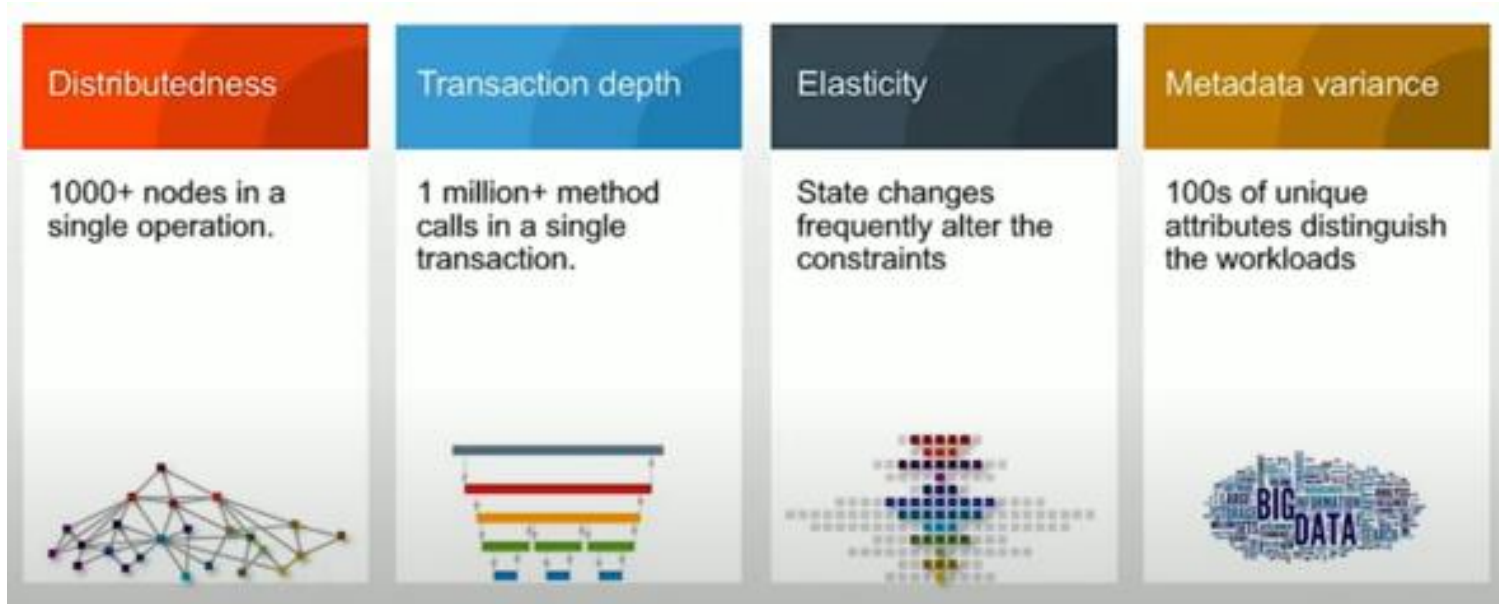 Distributedness
1000+ nodes in a
single operation.
Transaction depth
1 million+ method
calls in a single
transaction.
Elasticity
State changes
frequently alter the
constraints
Metadata variance
100s of unique
attributes distinguish
the workloads
BIG
DATA
INFORMATION